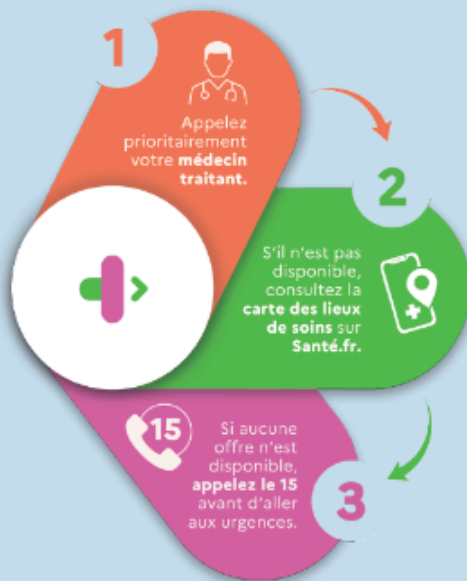 1
Appelez
prioritairement
votre médecin
traitant.
2
S'il n'est pas
disponible,
consultez la
carte des lieux
de soins sur
Santé.fr.
15
Si aucune
offre n'est
disponible,
appelez le 15
avant d'aller
aux urgences.
3